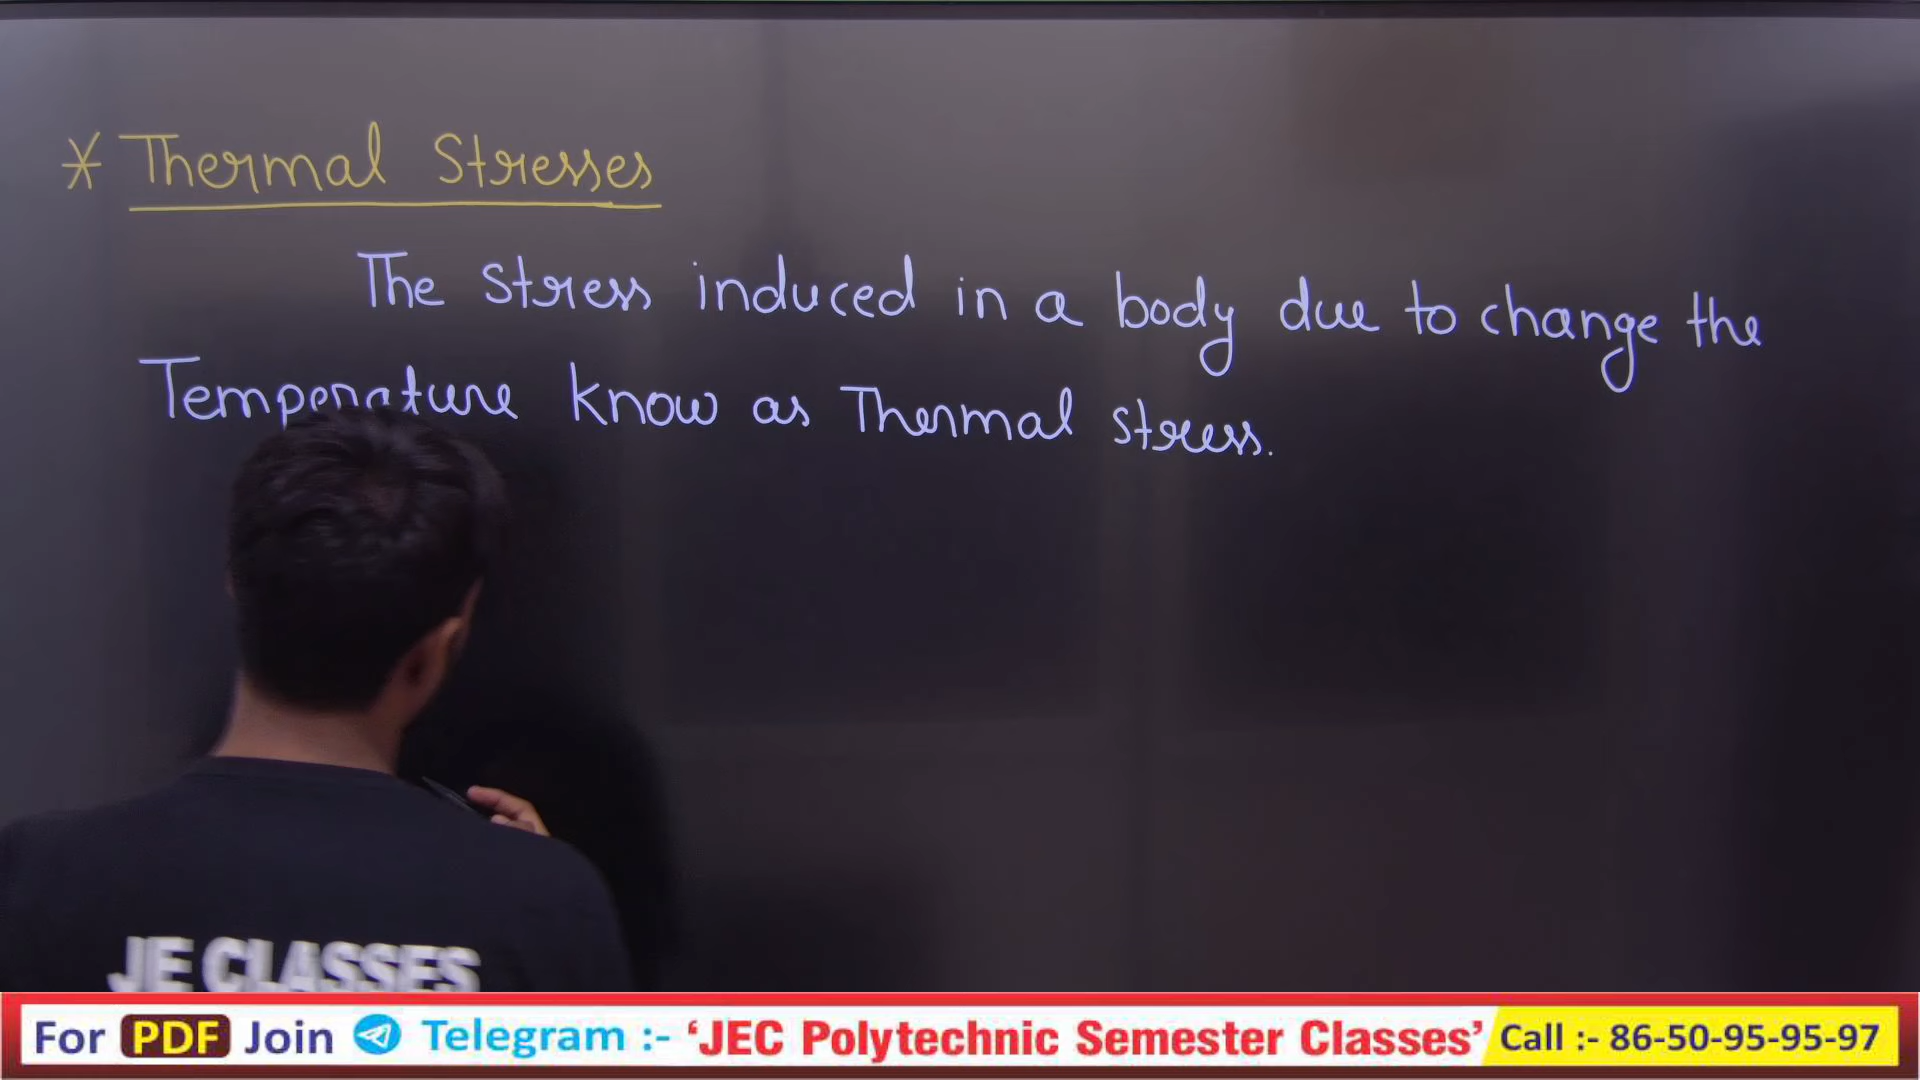 * Thermal Stresses
The stress induced in a body due to change the
Temperature know as Thermal stress.
JE CLASSES
For PDF Join Telegram :- 'JEC Polytechnic Semester Classes' Call :- 86-50-95-95-97